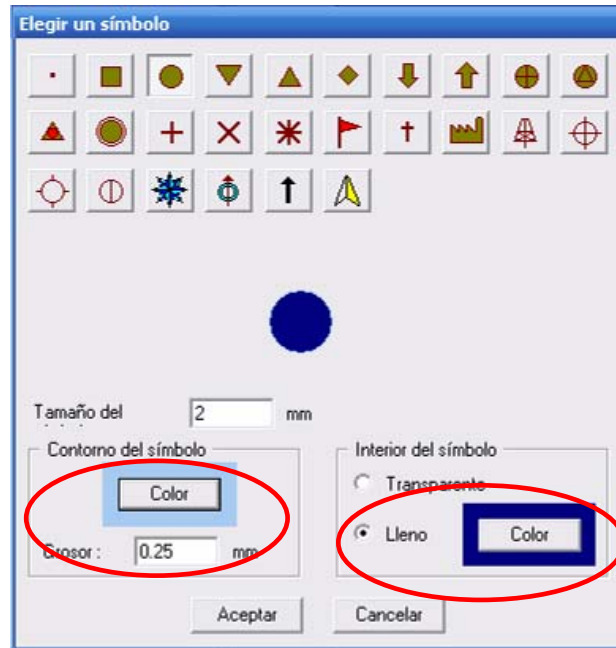 Elegir un símbolo
Tamaño del 2 mm
Contorno del símbolo
Color
Grosor : 0.25 mm
Interior del símbolo
Transparente
Lleno Color
Aceptar Cancelar